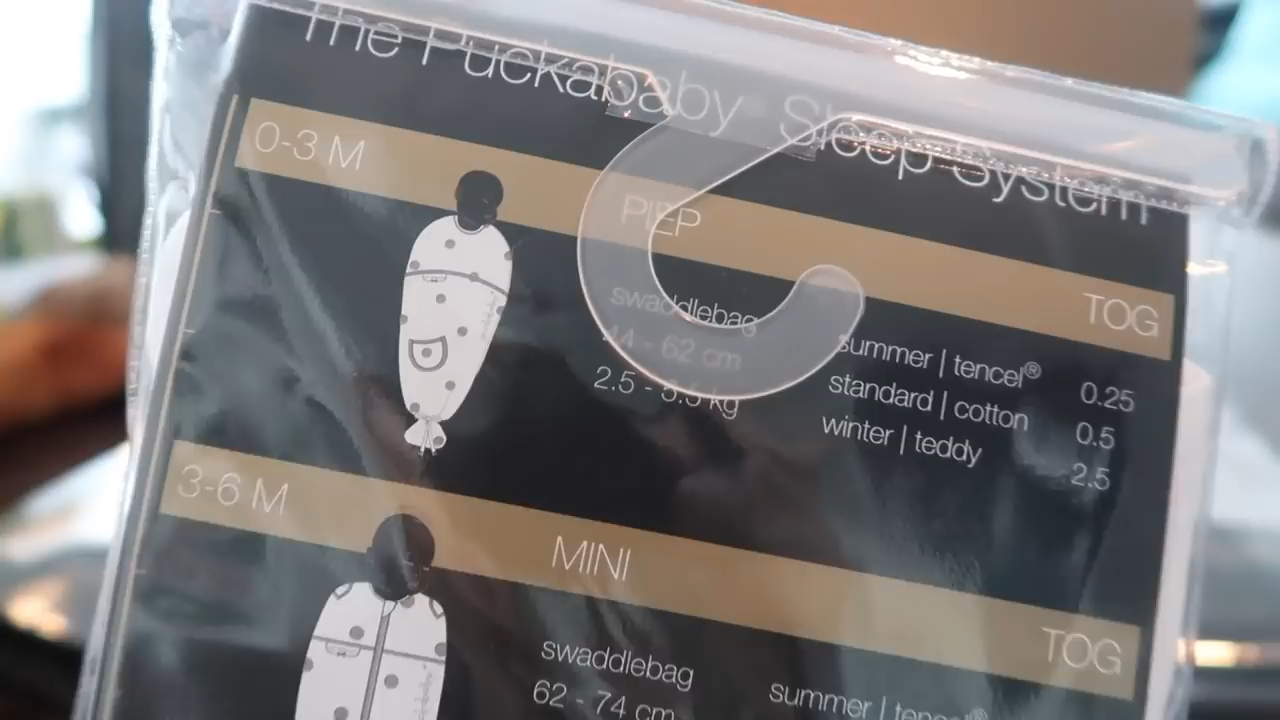 The Puckababy® Sleep System
0-3 M
PIEP
TOG
swaddlebag
44 - 62 cm
2.5 - 5.5 kg
summer | tencel® 0.25
standard | cotton 0.5
winter | teddy 2.5
3-6 M
MINI
TOG
swaddlebag
62 - 74 cm
summer | tencel®